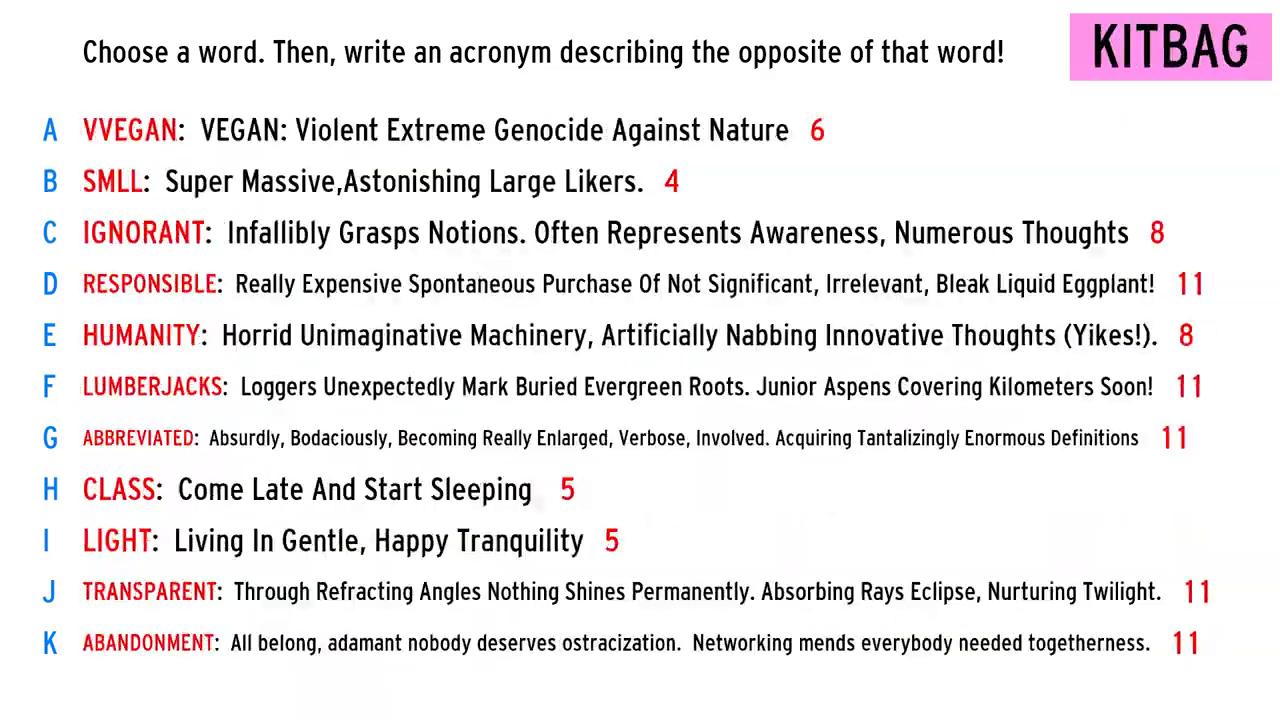 Choose a word. Then, write an acronym describing the opposite of that word!
KITBAG
A VVEGAN: VEGAN: Violent Extreme Genocide Against Nature 6
B SMLL: Super Massive,Astonishing Large Likers. 4
C IGNORANT: Infallibly Grasps Notions. Often Represents Awareness, Numerous Thoughts 8
D RESPONSIBLE: Really Expensive Spontaneous Purchase Of Not Significant, Irrelevant, Bleak Liquid Eggplant! 11
E HUMANITY: Horrid Unimaginative Machinery, Artificially Nabbing Innovative Thoughts (Yikes!). 8
F LUMBERJACKS: Loggers Unexpectedly Mark Buried Evergreen Roots. Junior Aspens Covering Kilometers Soon! 11
G ABBREVIATED: Absurdly, Bodaciously, Becoming Really Enlarged, Verbose, Involved. Acquiring Tantalizingly Enormous Definitions 11
H CLASS: Come Late And Start Sleeping 5
I LIGHT: Living In Gentle, Happy Tranquility 5
J TRANSPARENT: Through Refracting Angles Nothing Shines Permanently. Absorbing Rays Eclipse, Nurturing Twilight. 11
K ABANDONMENT: All belong, adamant nobody deserves ostracization. Networking mends everybody needed togetherness. 11